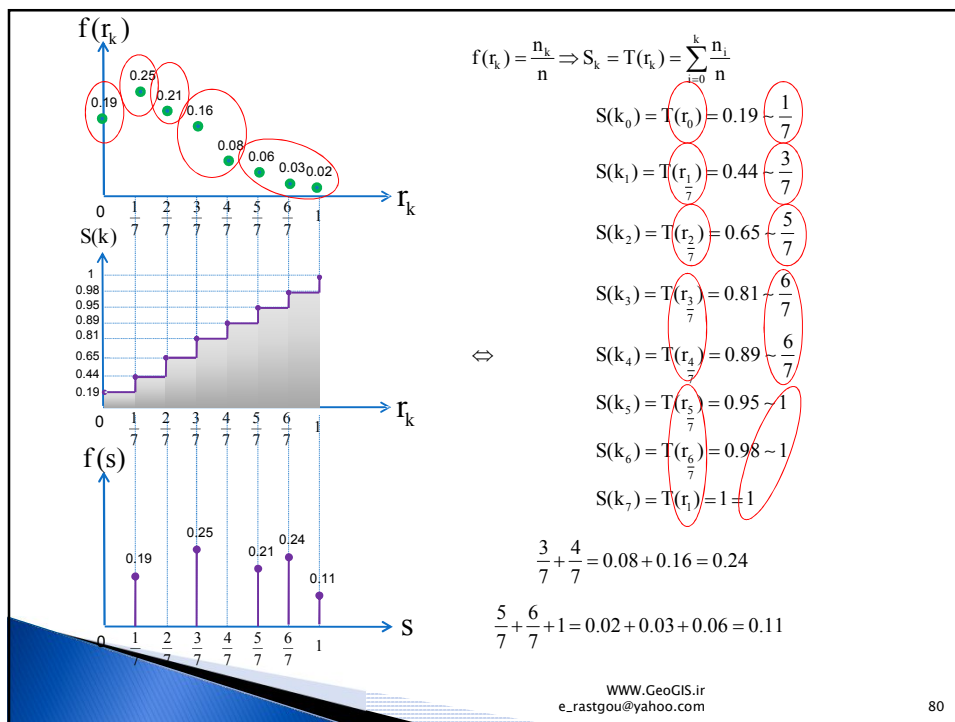 f(r_k)
0.19
0.25
0.21
0.16
0.08
0.06
0.03 0.02
0 1/7 2/7 3/7 4/7 5/7 6/7 1 r_k
S(k)
1
0.98
0.95
0.89
0.81
0.65
0.44
0.19
0 1/7 2/7 3/7 4/7 5/7 6/7 1 r_k
f(s)
0.19
0.25
0.21
0.24
0.11
0 1/7 2/7 3/7 4/7 5/7 6/7 1 s
f(r_k) = n_k/n ⇒ S_k = T(r_k) = ∑_{i=0}^{k} n_i/n
S(k_0) = T(r_0) = 0.19 ~ 1/7
S(k_1) = T(r_{1/7}) = 0.44 ~ 3/7
S(k_2) = T(r_{2/7}) = 0.65 ~ 5/7
S(k_3) = T(r_{3/7}) = 0.81 ~ 6/7
⇔
S(k_4) = T(r_{4/7}) = 0.89 ~ 6/7
S(k_5) = T(r_{5/7}) = 0.95 ~ 1
S(k_6) = T(r_{6/7}) = 0.98 ~ 1
S(k_7) = T(r_1) = 1 = 1
3/7 + 4/7 = 0.08 + 0.16 = 0.24
5/7 + 6/7 + 1 = 0.02 + 0.03 + 0.06 = 0.11
WWW.GeoGIS.ir
e_rastgou@yahoo.com
80